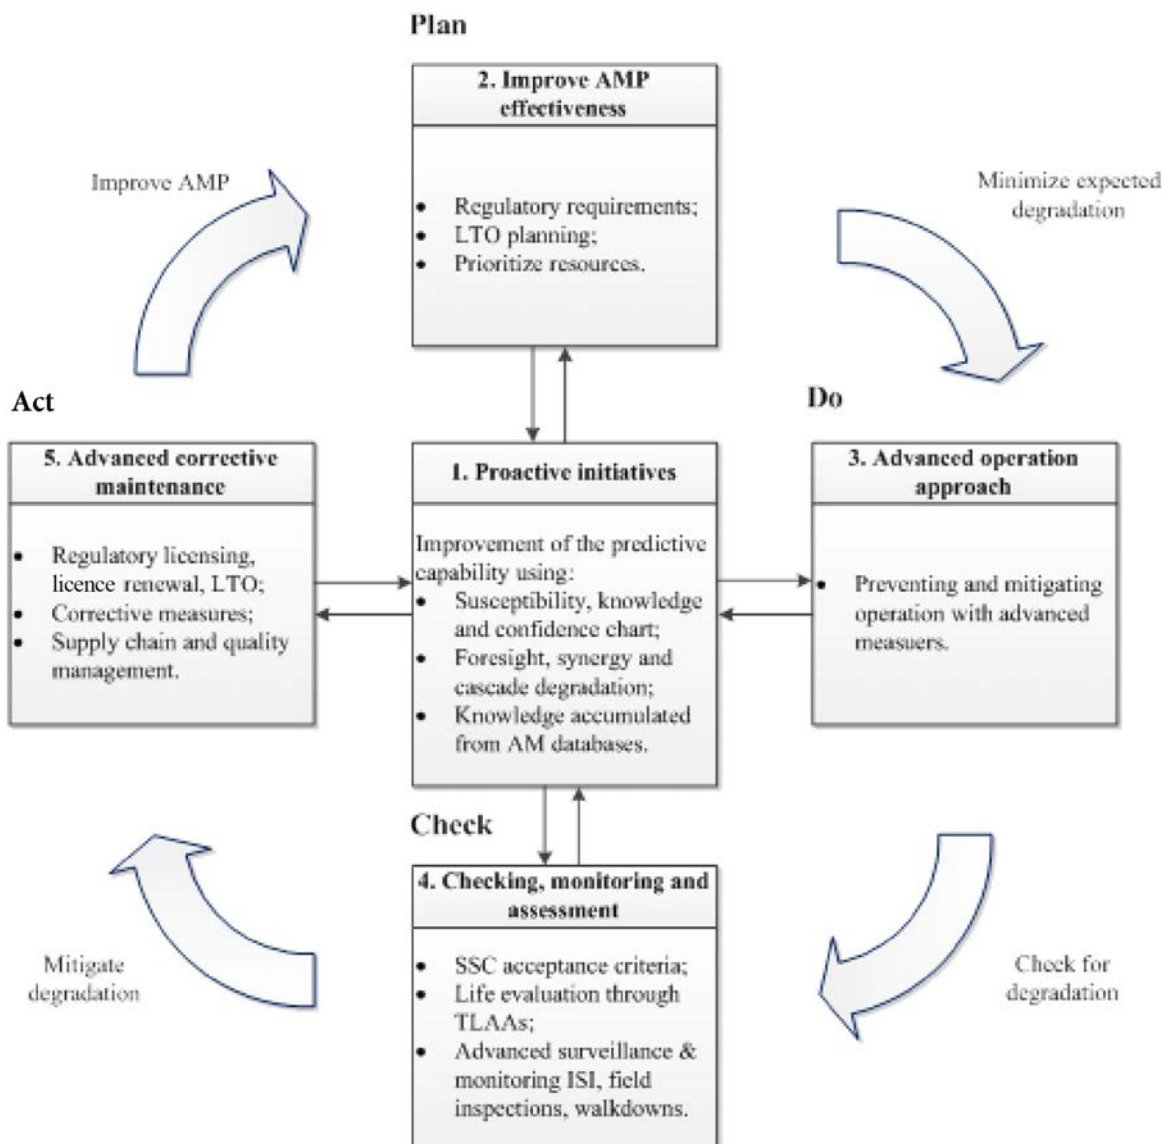 Plan
2. Improve AMP
effectiveness
• Regulatory requirements;
• LTO planning;
• Prioritize resources.
Improve AMP
Minimize expected
degradation
Act
5. Advanced corrective
maintenance
• Regulatory licensing,
licence renewal, LTO;
• Corrective measures;
• Supply chain and quality
management.
1. Proactive initiatives
Improvement of the predictive
capability using:
• Susceptibility, knowledge
and confidence chart;
• Foresight, synergy and
cascade degradation;
• Knowledge accumulated
from AM databases.
Do
3. Advanced operation
approach
• Preventing and mitigating
operation with advanced
measuers.
Check
4. Checking, monitoring and
assessment
• SSC acceptance criteria;
• Life evaluation through
TLAAs;
• Advanced surveillance &
monitoring ISI, field
inspections, walkdowns.
Mitigate
degradation
Check for
degradation